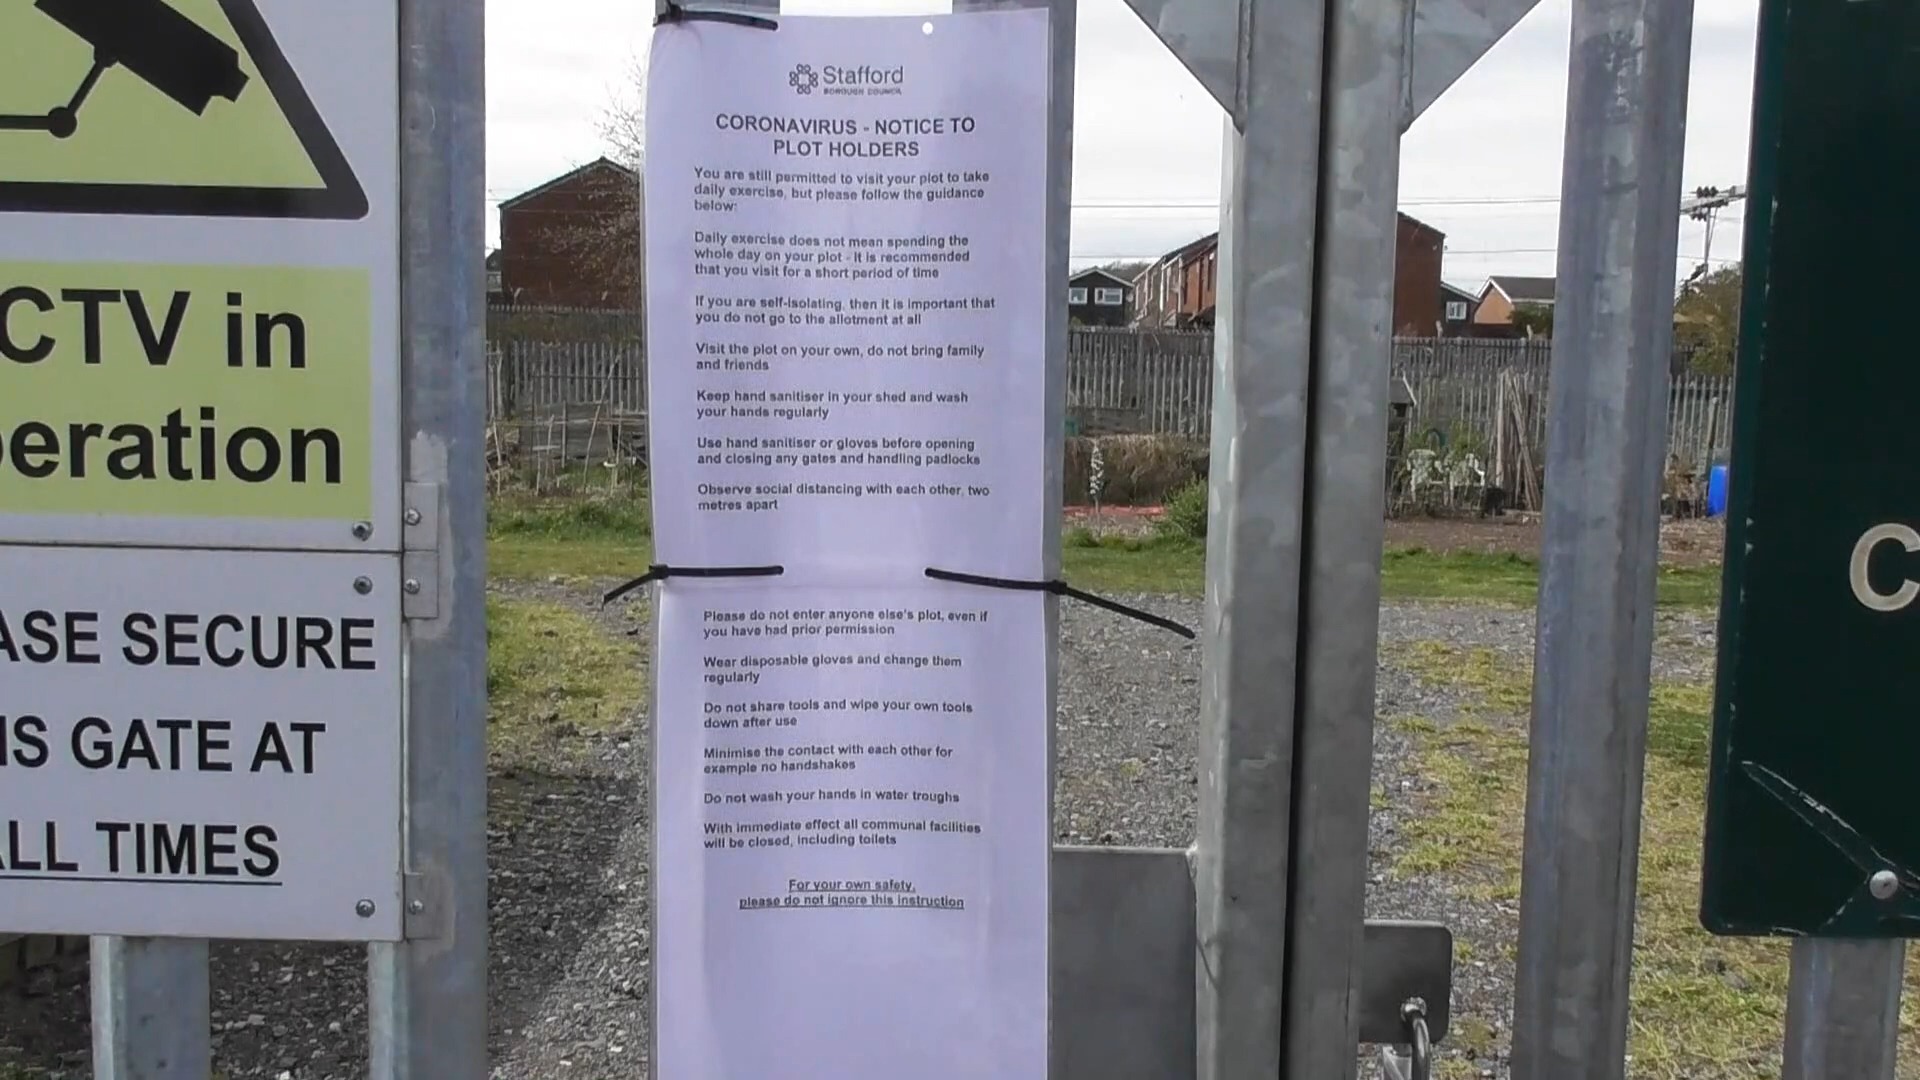 CTV in
peration
ASE SECURE
IS GATE AT
ALL TIMES
Stafford
BOROUGH COUNCIL
CORONAVIRUS - NOTICE TO
PLOT HOLDERS
You are still permitted to visit your plot to take
daily exercise, but please follow the guidance
below:
Daily exercise does not mean spending the
whole day on your plot - it is recommended
that you visit for a short period of time
If you are self-isolating, then it is important that
you do not go to the allotment at all
Visit the plot on your own, do not bring family
and friends
Keep hand sanitiser in your shed and wash
your hands regularly
Use hand sanitiser or gloves before opening
and closing any gates and handling padlocks
Observe social distancing with each other, two
metres apart
Please do not enter anyone else's plot, even if
you have had prior permission
Wear disposable gloves and change them
regularly
Do not share tools and wipe your own tools
down after use
Minimise the contact with each other for
example no handshakes
Do not wash your hands in water troughs
With immediate effect all communal facilities
will be closed, including toilets
For your own safety,
please do not ignore this instruction
C